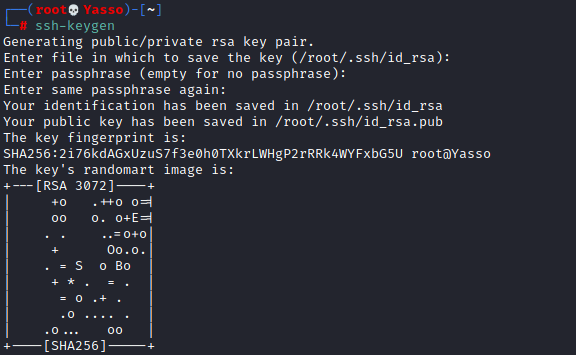 ┌──(root💀Yasso)-[~]
└─# ssh-keygen
Generating public/private rsa key pair.
Enter file in which to save the key (/root/.ssh/id_rsa):
Enter passphrase (empty for no passphrase):
Enter same passphrase again:
Your identification has been saved in /root/.ssh/id_rsa
Your public key has been saved in /root/.ssh/id_rsa.pub
The key fingerprint is:
SHA256:2i76kdAGxUzuS7f3e0h0TXkrLWHgP2rRRk4WYFxbG5U root@Yasso
The key's randomart image is:
+---[RSA 3072]----+
|     +o   .++o o=|
|     oo   o. o+E=|
|    . .     ..=o+o|
|     +      Oo.o.|
|    . = S  o Bo  |
|     + * .  = .  |
|      = o .+ .   |
|      .o .... .  |
|    .o...   oo   |
+----[SHA256]-----+